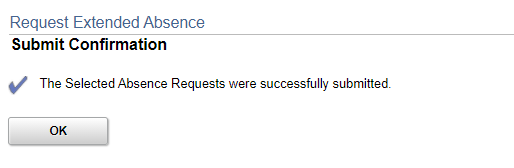 Request Extended Absence
Submit Confirmation
The Selected Absence Requests were successfully submitted.
OK